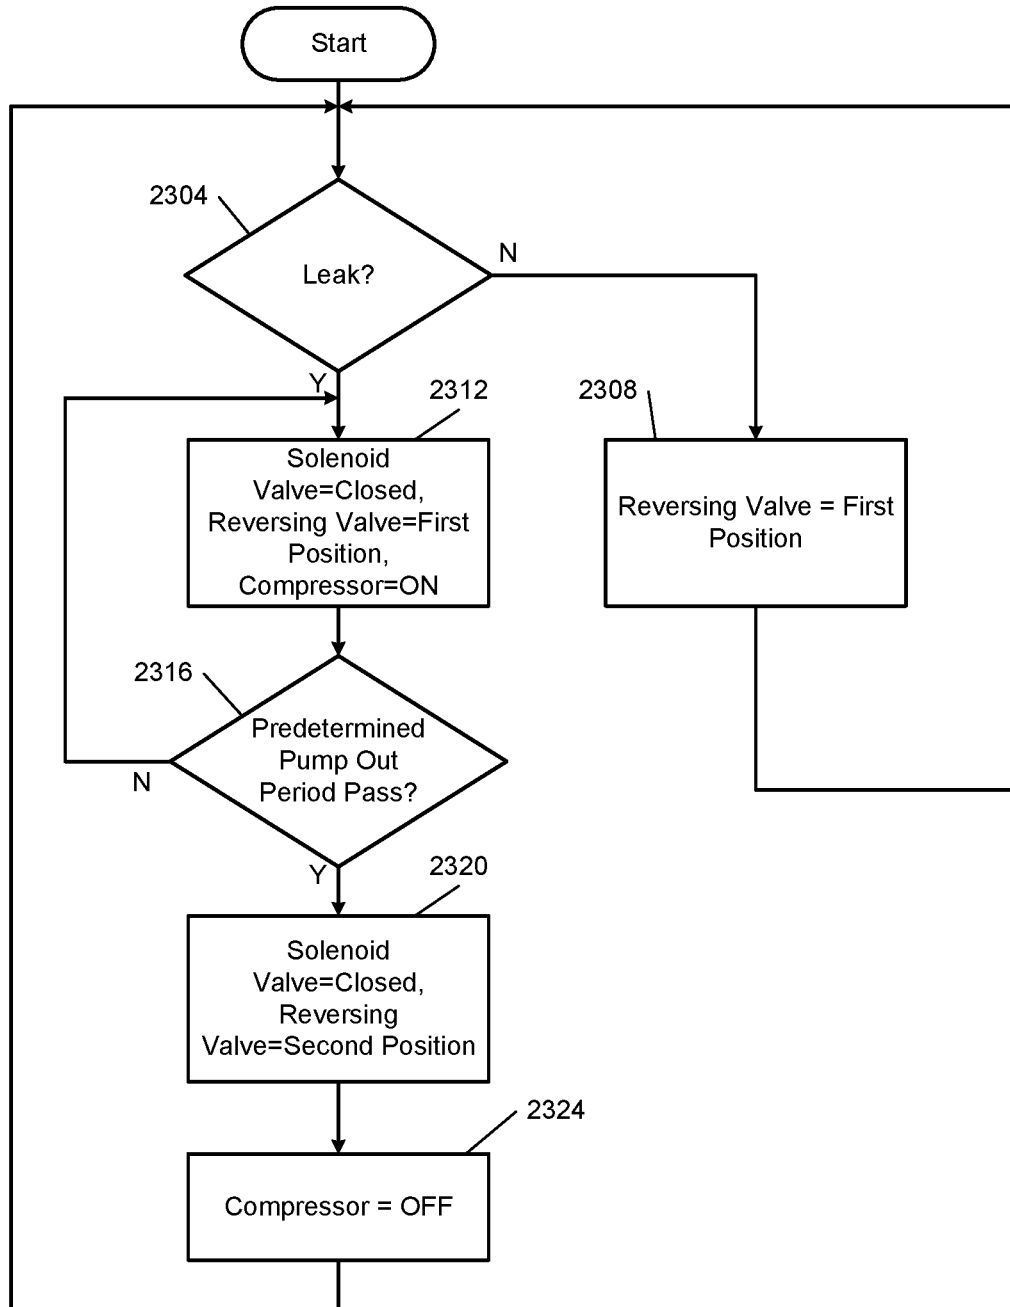 Start
2304
Leak?
N
Y
2312
2308
Solenoid
Valve=Closed,
Reversing Valve=First
Position,
Compressor=ON
Reversing Valve = First
Position
2316
Predetermined
Pump Out
Period Pass?
N
Y
2320
Solenoid
Valve=Closed,
Reversing
Valve=Second Position
2324
Compressor = OFF